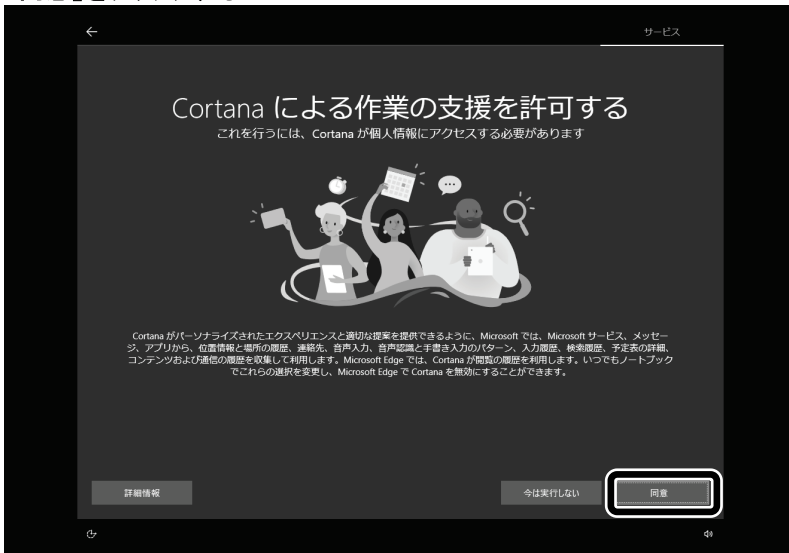 サービス
Cortana による作業の支援を許可する
これを行うには、Cortana が個人情報にアクセスする必要があります
Cortana がパーソナライズされたエクスペリエンスと適切な提案を提供できるように、Microsoft では、Microsoft サービス、メッセー
ジ、アプリから、位置情報と場所の履歴、連絡先、音声入力、音声認識と手書き入力のパターン、入力履歴、検索履歴、予定表の詳細、
コンテンツおよび通信の履歴を収集して利用します。Microsoft Edge では、Cortana が閲覧の履歴を利用します。いつでもノートブック
でこれらの選択を変更し、Microsoft Edge で Cortana を無効にすることができます。
詳細情報
今は実行しない
同意